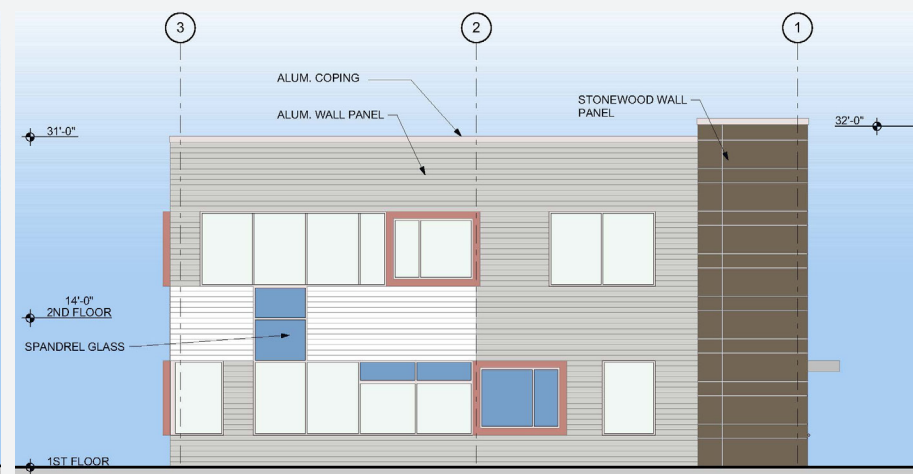 3
2
1
ALUM. COPING
ALUM. WALL PANEL
STONEWOOD WALL
PANEL
31'-0"
32'-0"
14'-0"
2ND FLOOR
SPANDREL GLASS
1ST FLOOR